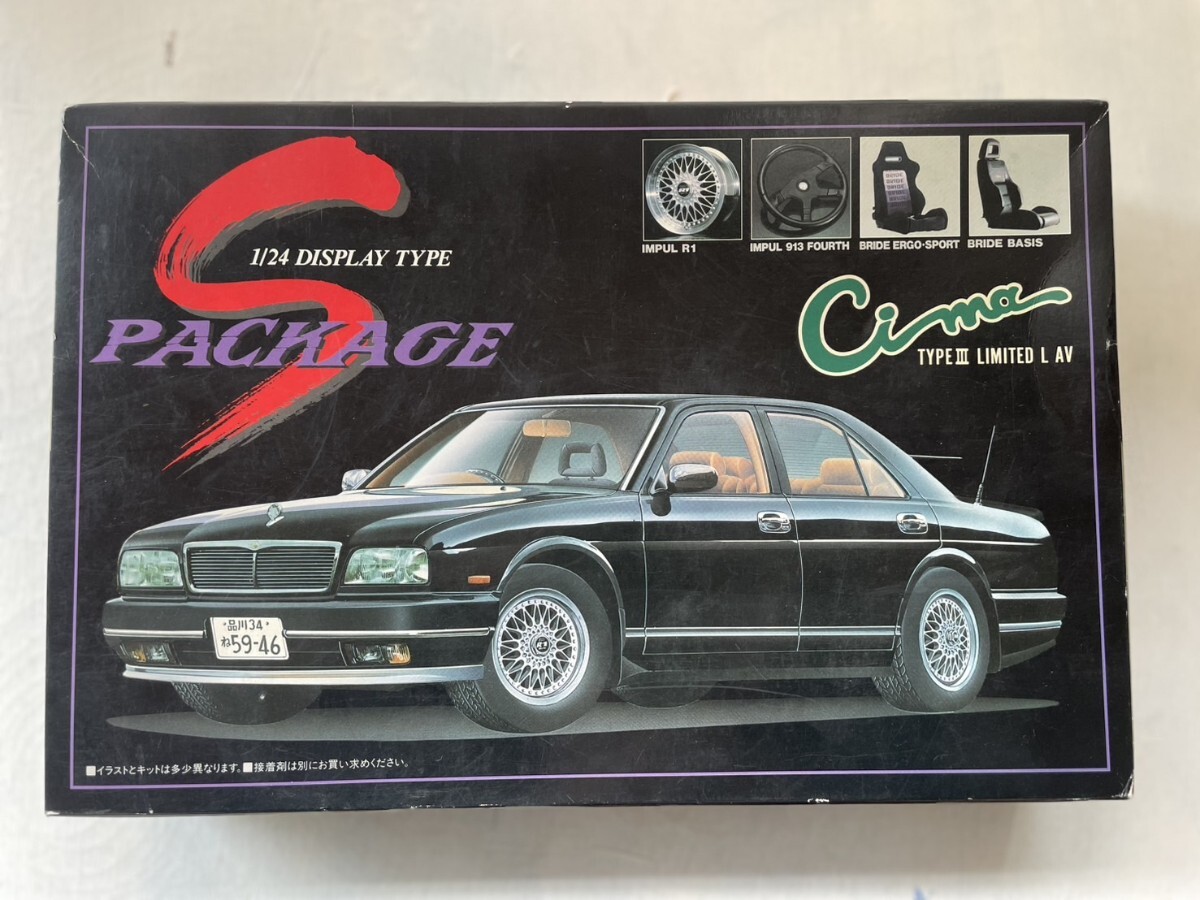 S
1/24 DISPLAY TYPE
PACKAGE
IMPUL R1
IMPUL 913 FOURTH
BRIDE ERGO-SPORT
BRIDE BASIS
Cima
TYPE III LIMITED L AV
品川34
ね 59-46
■イラストとキットは多少異なります。■接着剤は別にお買い求めください。